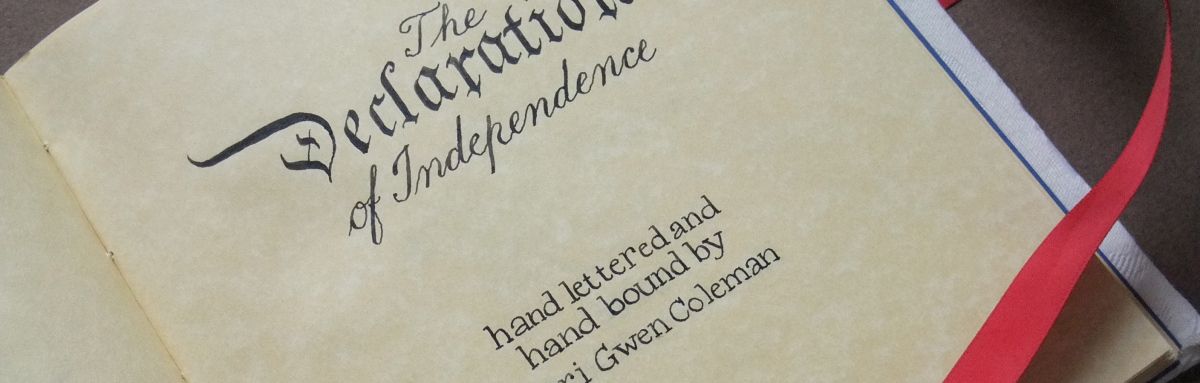 The
Declaration
of Independence
hand lettered and
hand bound by
Gwen Coleman